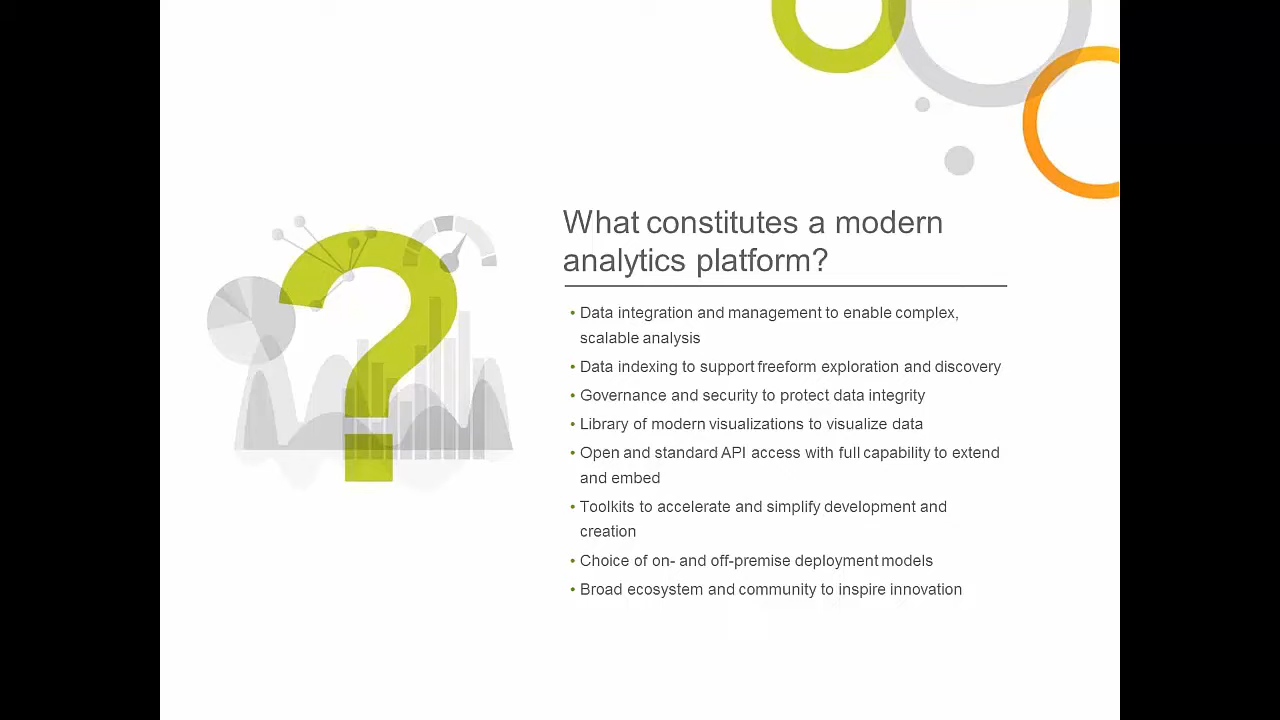 What constitutes a modern
analytics platform?
• Data integration and management to enable complex,
scalable analysis
• Data indexing to support freeform exploration and discovery
• Governance and security to protect data integrity
• Library of modern visualizations to visualize data
• Open and standard API access with full capability to extend
and embed
• Toolkits to accelerate and simplify development and
creation
• Choice of on- and off-premise deployment models
• Broad ecosystem and community to inspire innovation